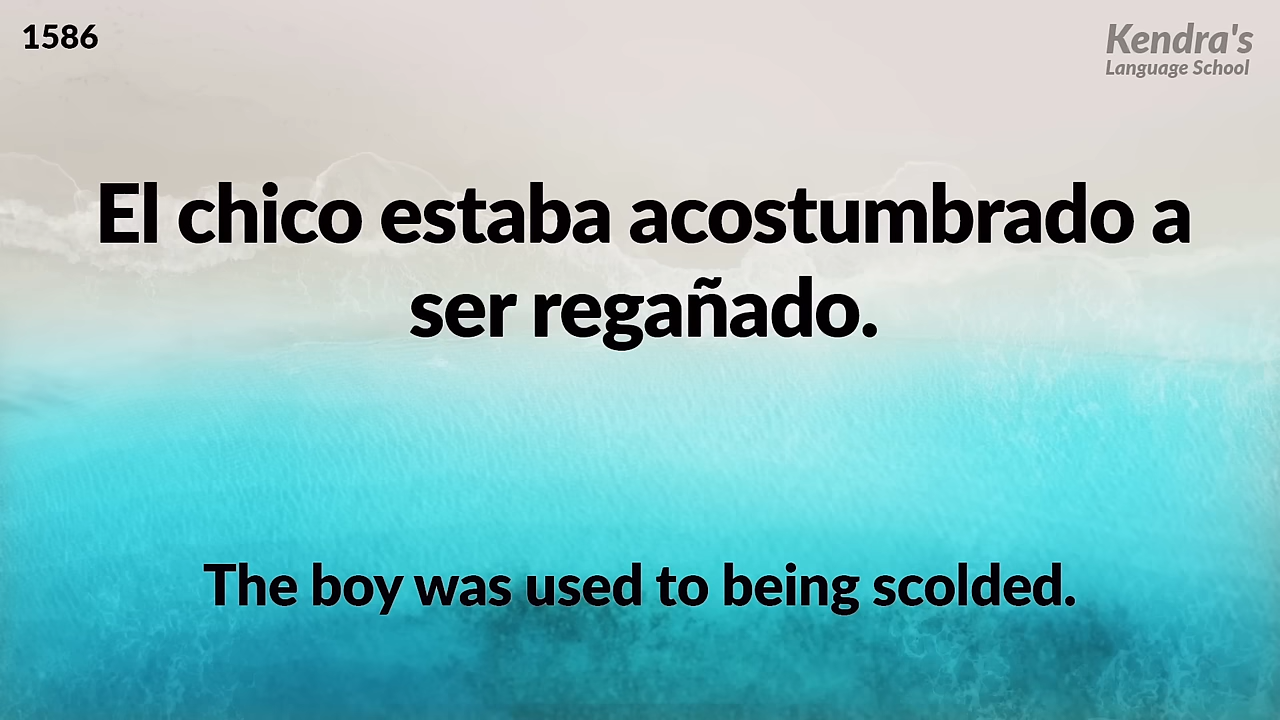 1586
Kendra's
Language School
El chico estaba acostumbrado a
ser regañado.
The boy was used to being scolded.